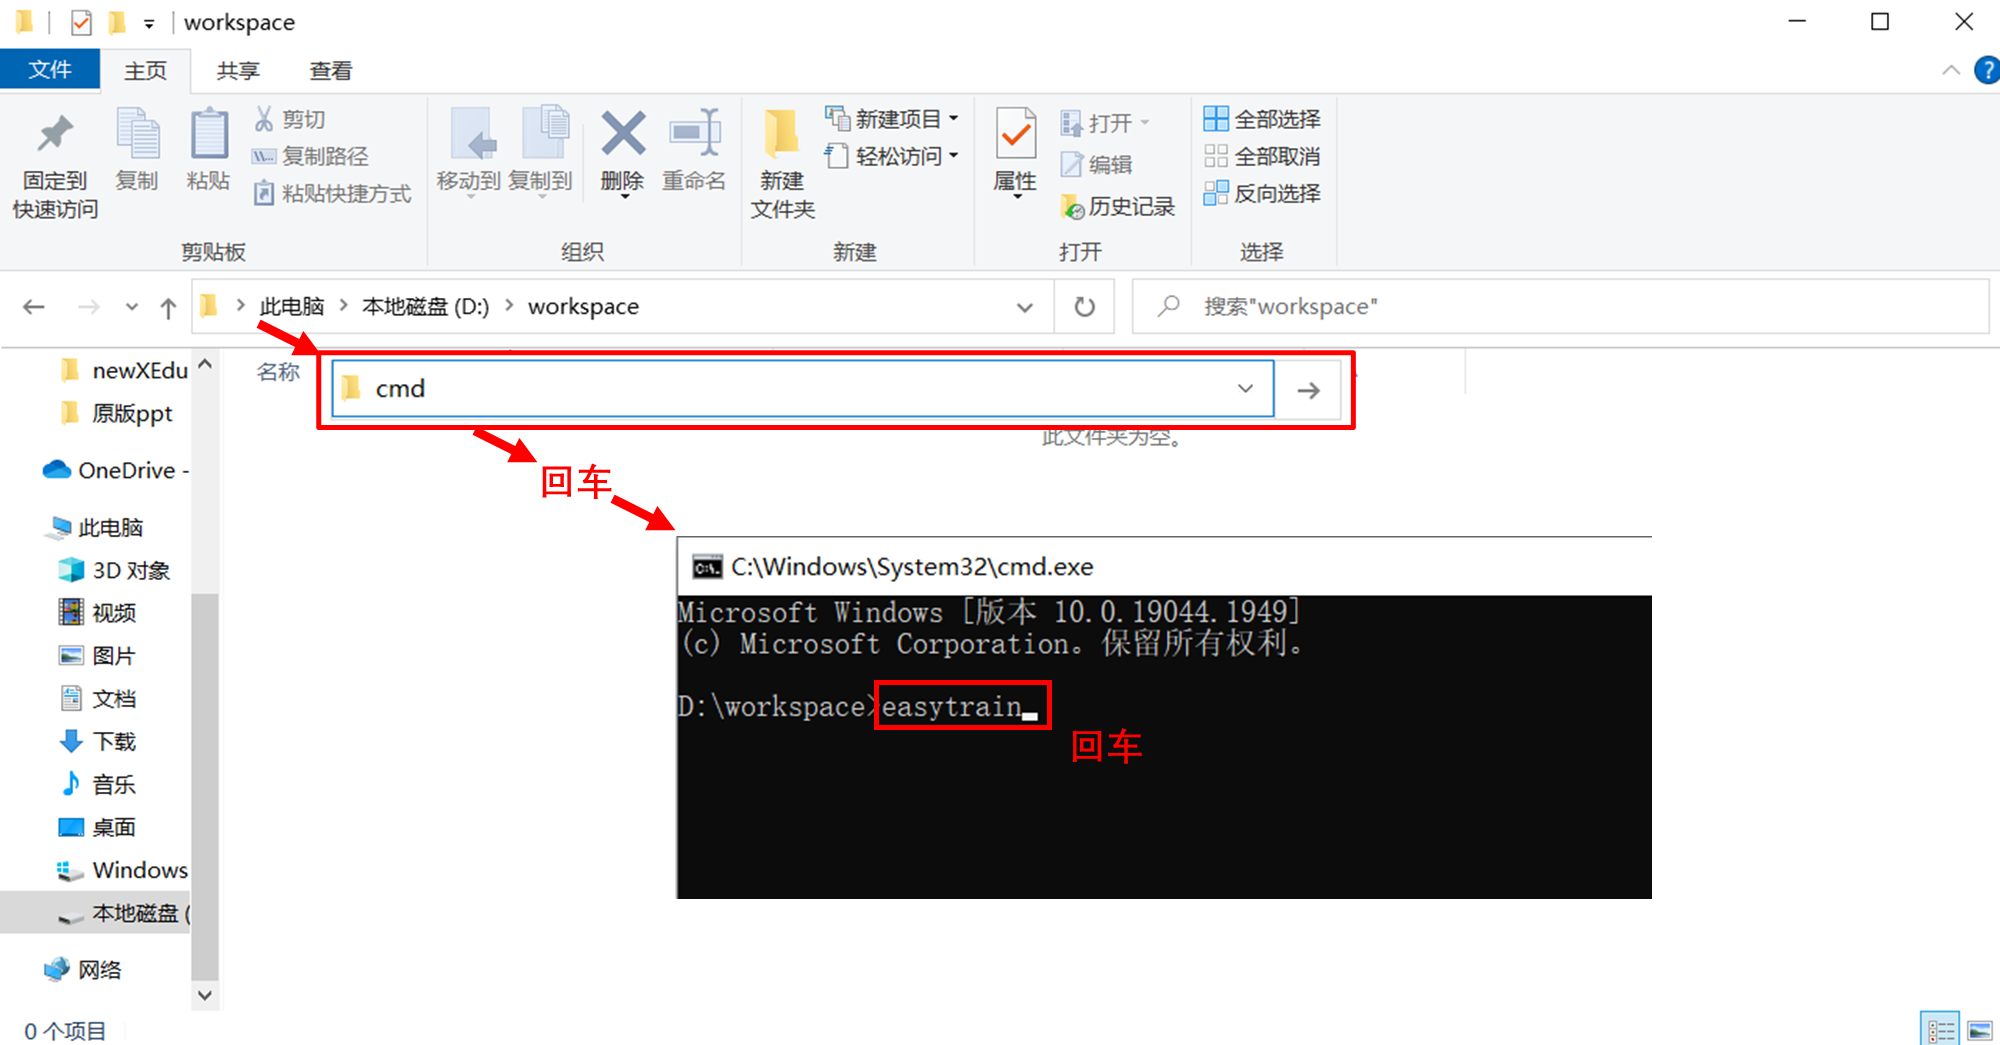 workspace
文件 主页 共享 查看
固定到
快速访问
复制
粘贴
剪切
复制路径
粘贴快捷方式
剪贴板
移动到
复制到
删除
重命名
组织
新建
文件夹
新建项目
轻松访问
新建
属性
打开
编辑
历史记录
打开
全部选择
全部取消
反向选择
选择
此电脑 > 本地磁盘 (D:) > workspace
搜索"workspace"
名称
cmd
此文件夹为空。
回车
newXEdu
原版ppt
OneDrive -
此电脑
3D 对象
视频
图片
文档
下载
音乐
桌面
Windows
本地磁盘 (
网络
C:\Windows\System32\cmd.exe
Microsoft Windows [版本 10.0.19044.1949]
(c) Microsoft Corporation。保留所有权利。
D:\workspace>easytrain
回车
0 个项目